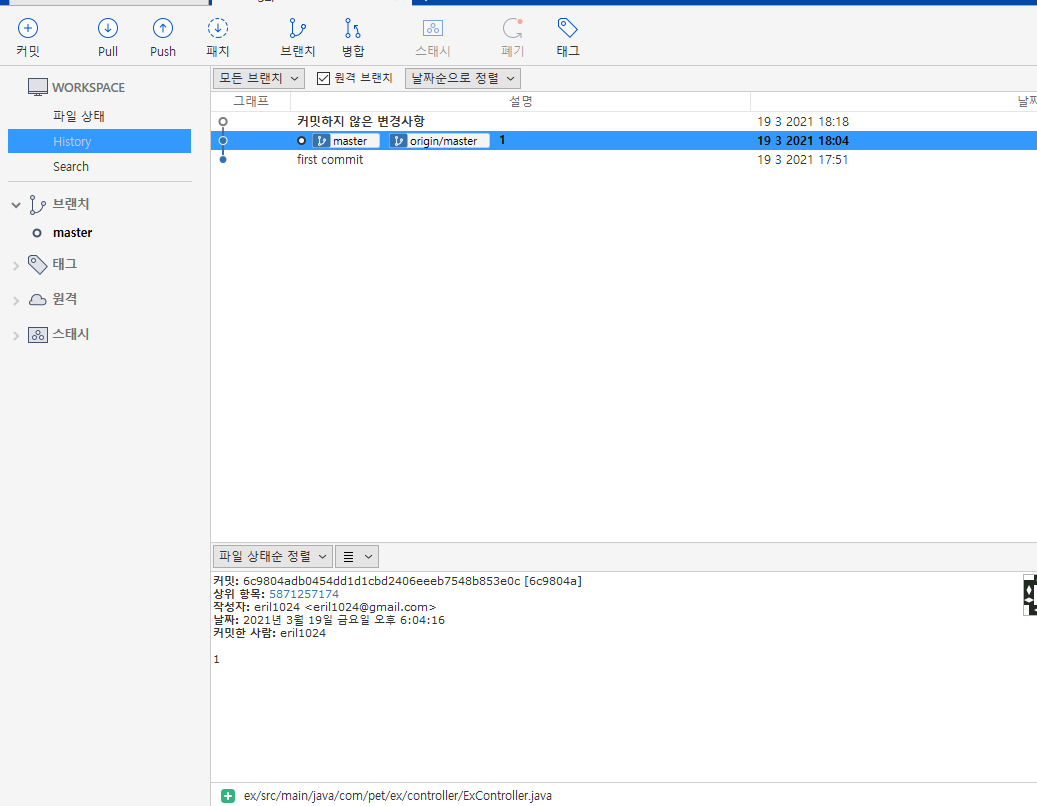 커밋
Pull
Push
패치
브랜치
병합
스태시
폐기
태그
WORKSPACE
파일 상태
History
Search
브랜치
master
태그
원격
스태시
모든 브랜치 원격 브랜치 날짜순으로 정렬
그래프 설명 날짜
커밋하지 않은 변경사항 19 3 2021 18:18
master origin/master 1 19 3 2021 18:04
first commit 19 3 2021 17:51
파일 상태순 정렬
커밋: 6c9804adb0454dd1d1cbd2406eeeb7548b853e0c [6c9804a]
상위 항목: 5871257174
작성자: eril1024 <eril1024@gmail.com>
날짜: 2021년 3월 19일 금요일 오후 6:04:16
커밋한 사람: eril1024
1
ex/src/main/java/com/pet/ex/controller/ExController.java